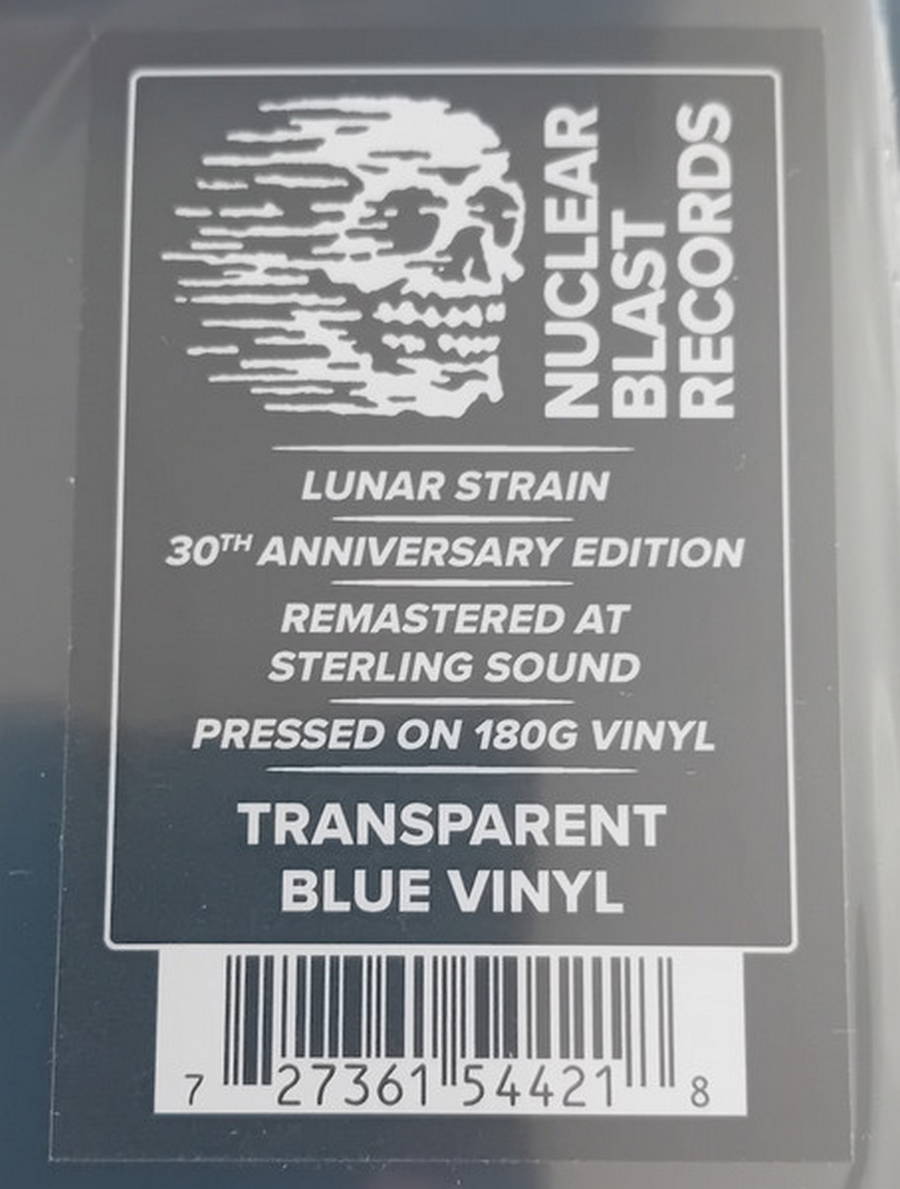 NUCLEAR
BLAST
RECORDS
LUNAR STRAIN
30TH ANNIVERSARY EDITION
REMASTERED AT
STERLING SOUND
PRESSED ON 180G VINYL
TRANSPARENT
BLUE VINYL
7 27361 54421 8